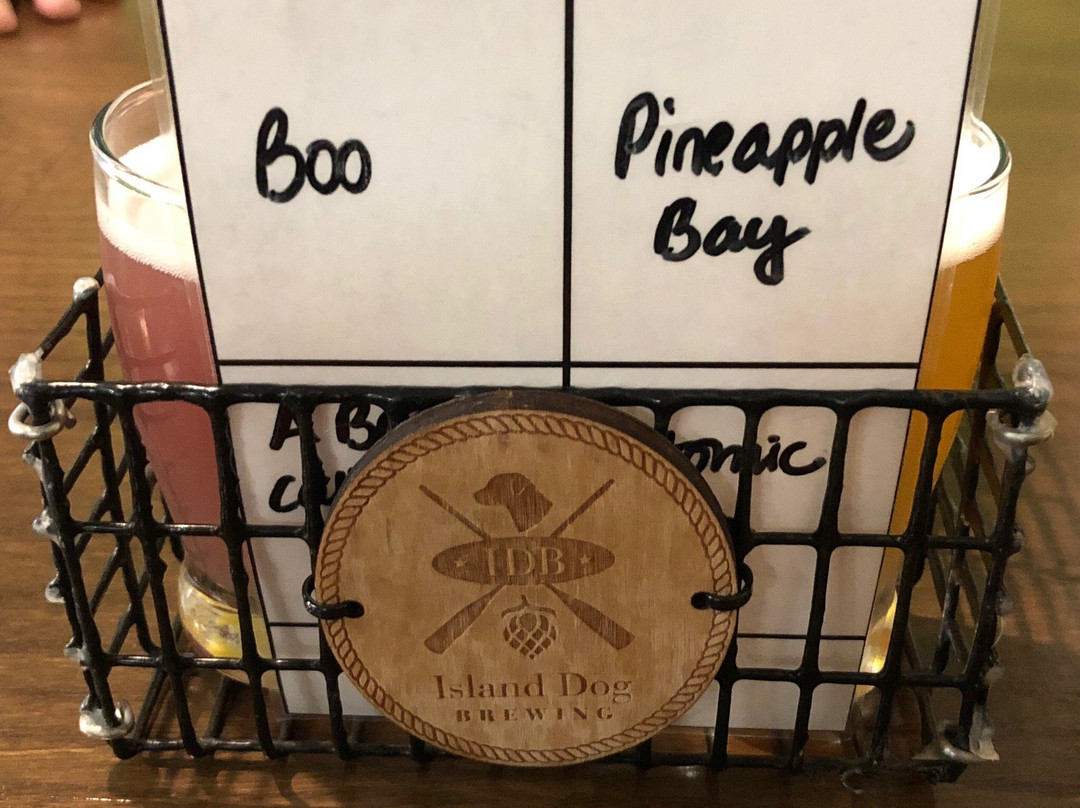 Boo
Pineapple
Bay
A
IDB
Island Dog
BREWING